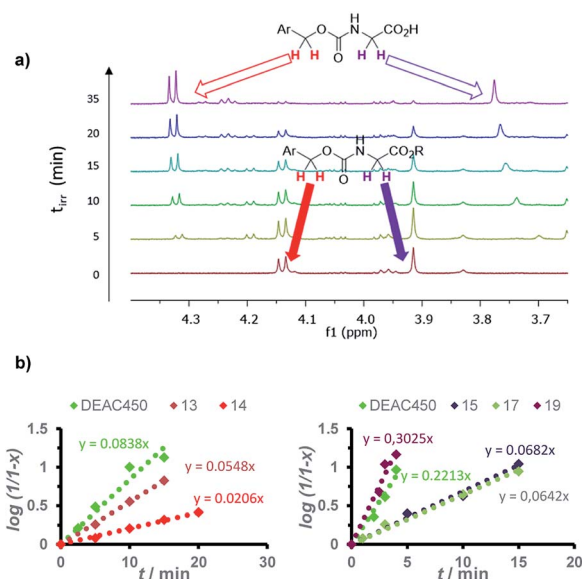 a)
Ar O N H CO₂H
H H O H H
35
20
15
10
5
0
t_irr (min)
Ar O N H CO₂R
H H O H H
4.3 4.2 4.1 4.0 3.9 3.8 3.7
f1 (ppm)
b)
DEAC450 13 14
1.5
1
0.5
0
log (1/1-x)
y = 0.0838x
y = 0.0548x
y = 0.0206x
0 10 20 30
t / min
DEAC450 15 17 19
1.5
1
0.5
0
log (1/1-x)
y = 0,3025x
y = 0.0682x
y = 0.2213x
y = 0,0642x
0 5 10 15 20
t / min